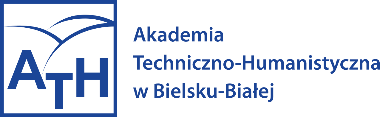 ATH
Akademia
Techniczno-Humanistyczna
w Bielsku-Białej